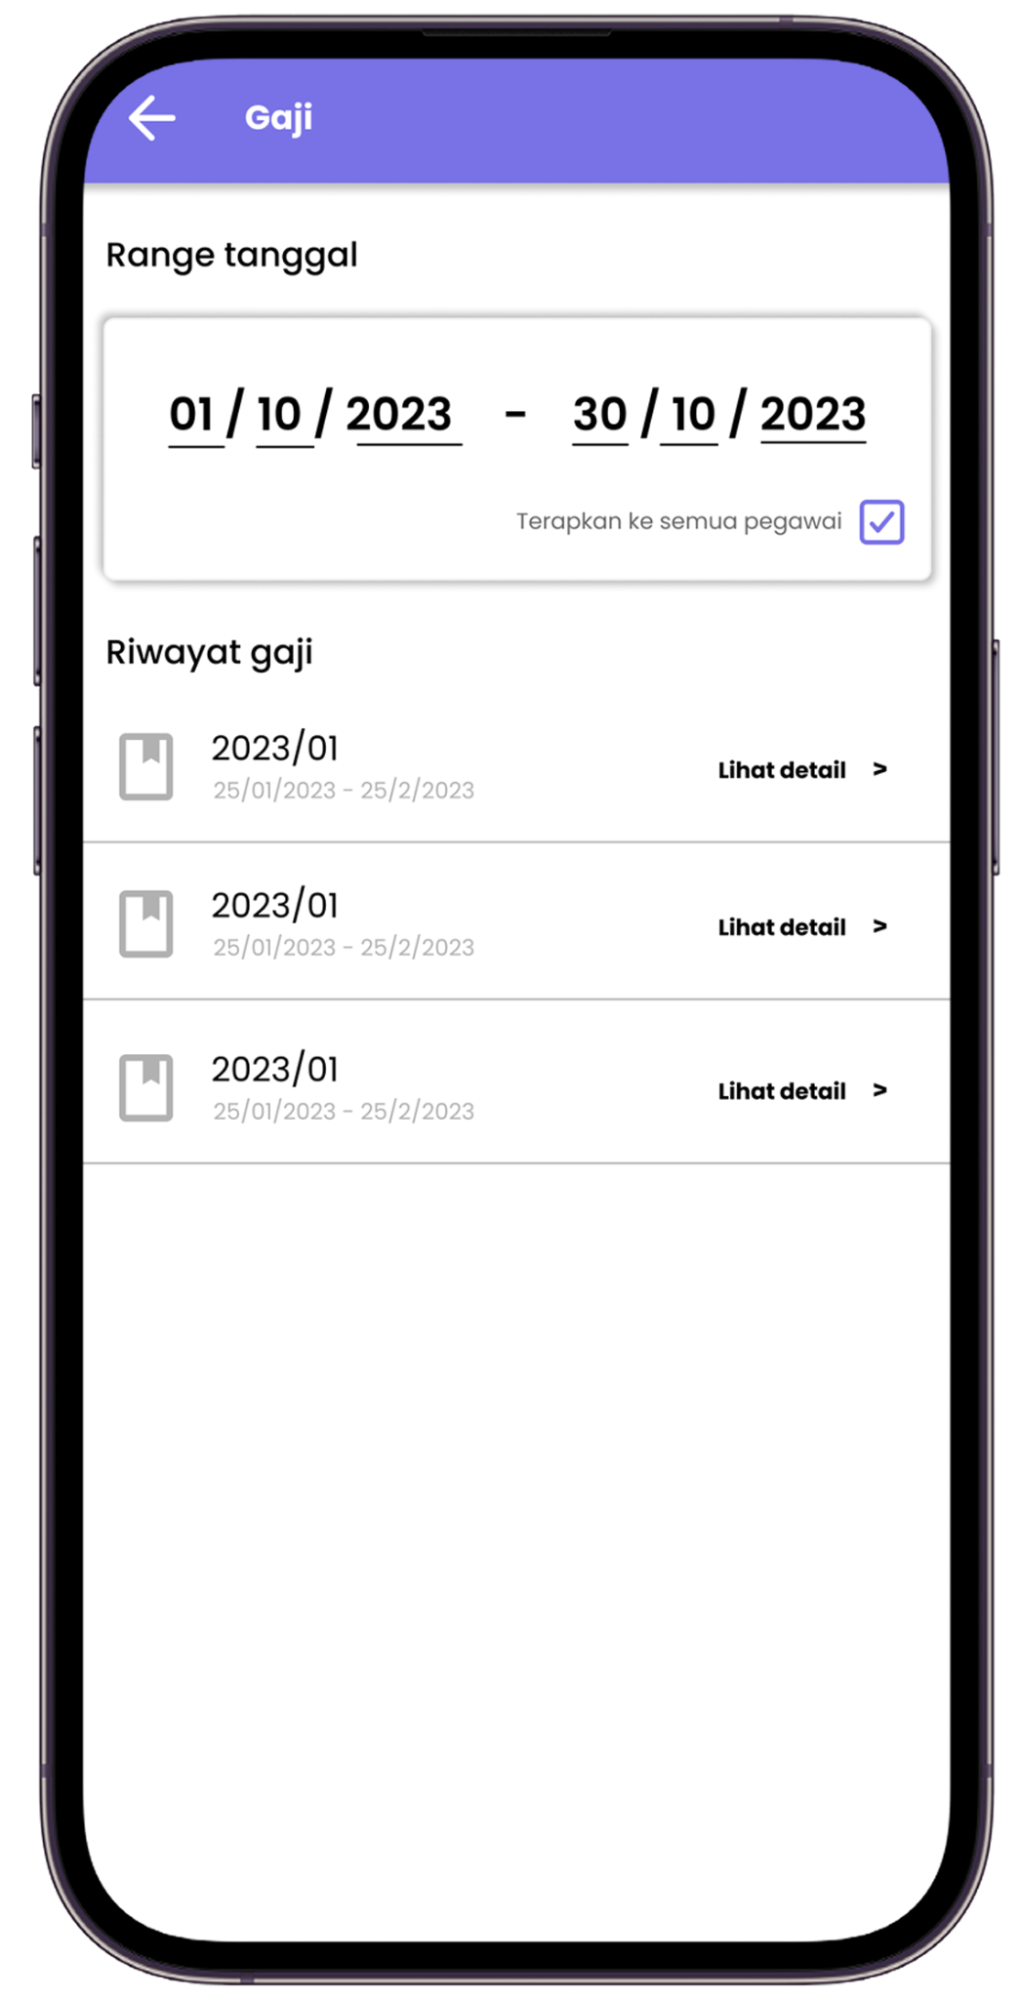 Gaji
Range tanggal
01 / 10 / 2023 - 30 / 10 / 2023
Terapkan ke semua pegawai
Riwayat gaji
2023/01
25/01/2023 - 25/2/2023
Lihat detail >
2023/01
25/01/2023 - 25/2/2023
Lihat detail >
2023/01
25/01/2023 - 25/2/2023
Lihat detail >